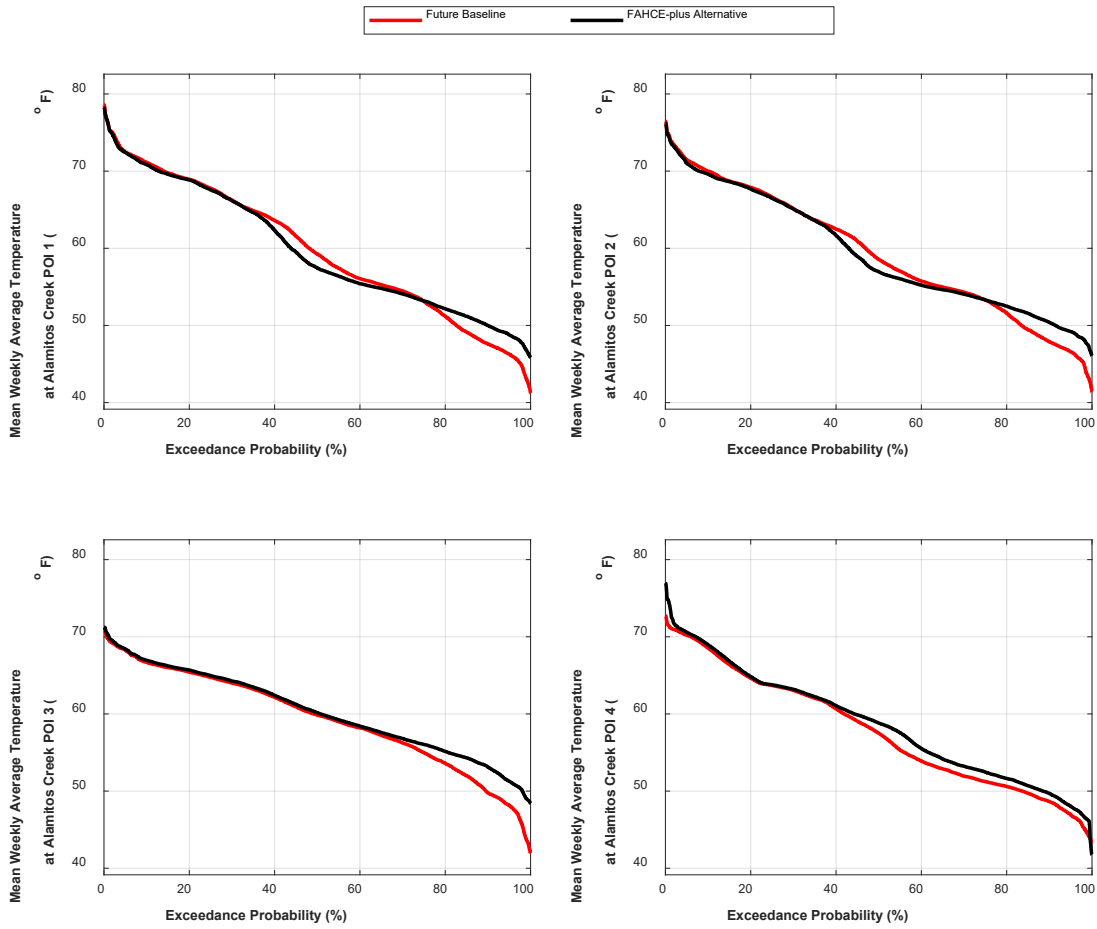 Future Baseline
FAHCE-plus Alternative
Mean Weekly Average Temperature
at Alamitos Creek POI 1 (
o
F)
80
70
60
50
40
0
20
40
60
80
100
Exceedance Probability (%)
Mean Weekly Average Temperature
at Alamitos Creek POI 2 (
o
F)
80
70
60
50
40
0
20
40
60
80
100
Exceedance Probability (%)
Mean Weekly Average Temperature
at Alamitos Creek POI 3 (
o
F)
80
70
60
50
40
0
20
40
60
80
100
Exceedance Probability (%)
Mean Weekly Average Temperature
at Alamitos Creek POI 4 (
o
F)
80
70
60
50
40
0
20
40
60
80
100
Exceedance Probability (%)